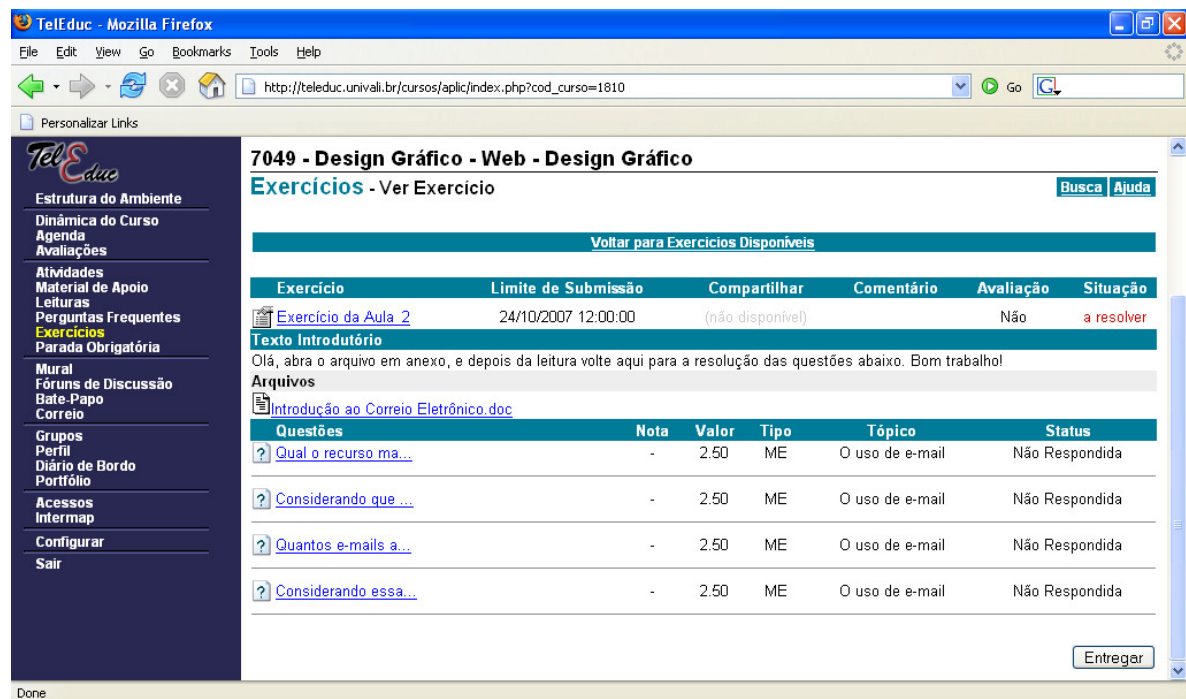 TelEduc - Mozilla Firefox
File Edit View Go Bookmarks Tools Help
http://teleduc.univali.br/cursos/aplic/index.php?cod_curso=1810 Go G
Personalizar Links
TelEduc
Estrutura do Ambiente
Dinâmica do Curso
Agenda
Avaliações
Atividades
Material de Apoio
Leituras
Perguntas Frequentes
Exercícios
Parada Obrigatória
Mural
Fóruns de Discussão
Bate-Papo
Correio
Grupos
Perfil
Diário de Bordo
Portfólio
Acessos
Intermap
Configurar
Sair
7049 - Design Gráfico - Web - Design Gráfico
Exercícios - Ver Exercício
Busca Ajuda
Voltar para Exercicios Disponíveis
Exercício Limite de Submissão Compartilhar Comentário Avaliação Situação
Exercício da Aula 2 24/10/2007 12:00:00 (não disponível) Não a resolver
Texto Introdutório
Olá, abra o arquivo em anexo, e depois da leitura volte aqui para a resolução das questões abaixo. Bom trabalho!
Arquivos
Introdução ao Correio Eletrônico.doc
Questões Nota Valor Tipo Tópico Status
? Qual o recurso ma... - 2.50 ME O uso de e-mail Não Respondida
? Considerando que ... - 2.50 ME O uso de e-mail Não Respondida
? Quantos e-mails a... - 2.50 ME O uso de e-mail Não Respondida
? Considerando essa... - 2.50 ME O uso de e-mail Não Respondida
Entregar
Done